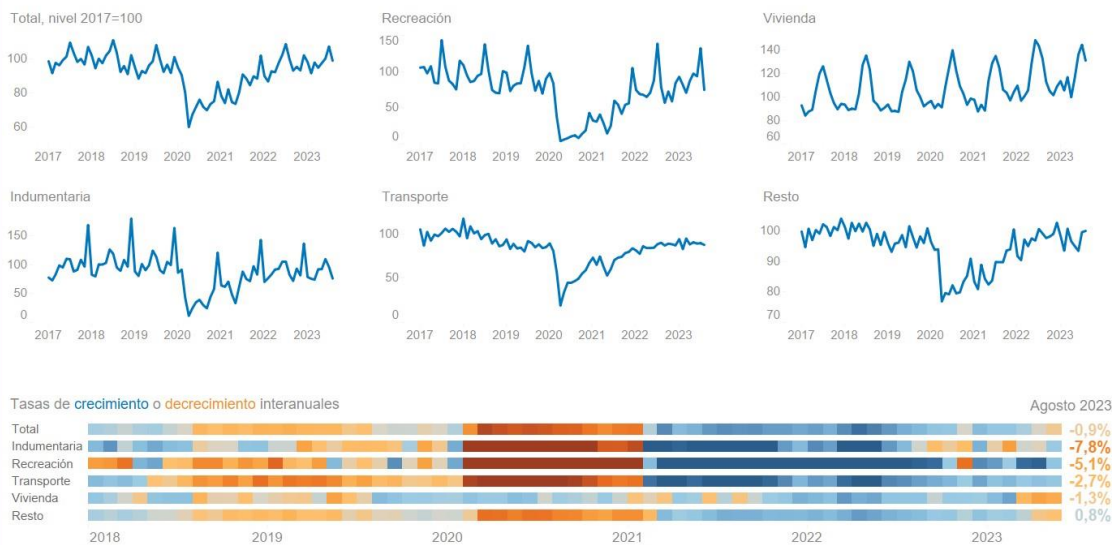 Total, nivel 2017=100
100
80
60
2017 2018 2019 2020 2021 2022 2023
Recreación
150
100
50
0
2017 2018 2019 2020 2021 2022 2023
Vivienda
140
120
100
80
60
2017 2018 2019 2020 2021 2022 2023
Indumentaria
150
100
50
0
2017 2018 2019 2020 2021 2022 2023
Transporte
100
50
0
2017 2018 2019 2020 2021 2022 2023
Resto
100
90
80
70
2017 2018 2019 2020 2021 2022 2023
Tasas de crecimiento o decrecimiento interanuales
Agosto 2023
Total -0,9%
Indumentaria -7,8%
Recreación -5,1%
Transporte -2,7%
Vivienda -1,3%
Resto 0,8%
2018 2019 2020 2021 2022 2023